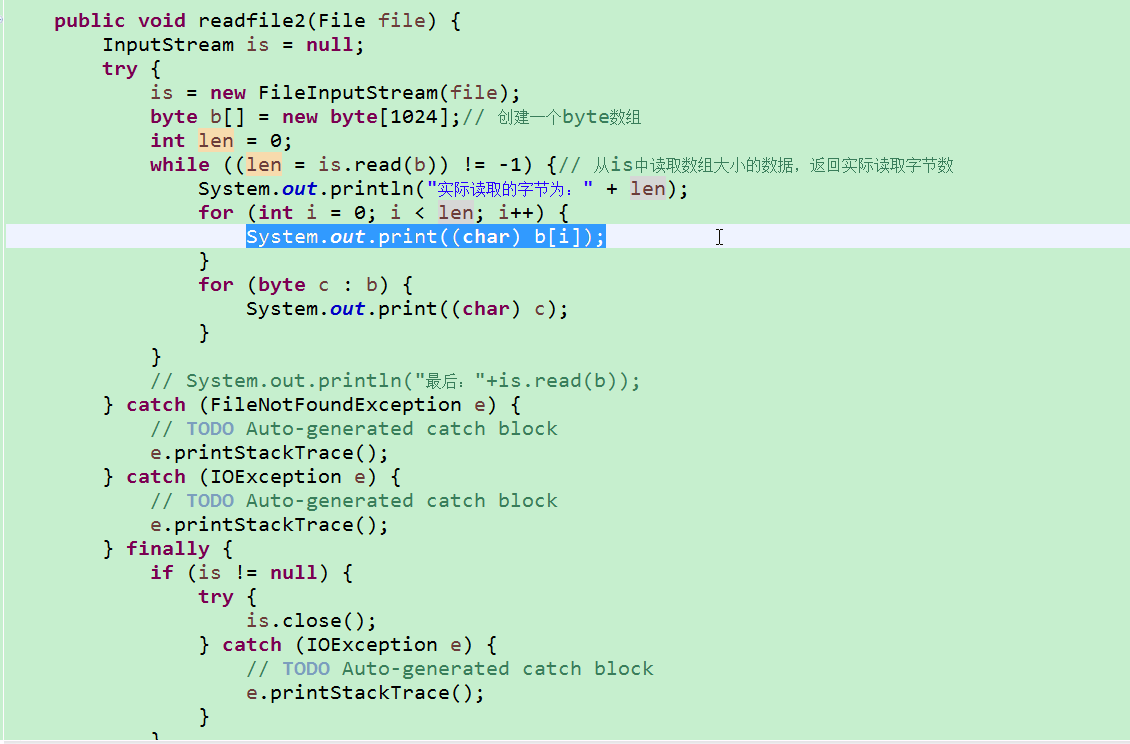 public void readfile2(File file) {
InputStream is = null;
try {
is = new FileInputStream(file);
byte b[] = new byte[1024];// 创建一个byte数组
int len = 0;
while ((len = is.read(b)) != -1) {// 从is中读取数组大小的数据，返回实际读取字节数
System.out.println("实际读取的字节为：" + len);
for (int i = 0; i < len; i++) {
System.out.print((char) b[i]);
}
for (byte c : b) {
System.out.print((char) c);
}
}
// System.out.println("最后："+is.read(b));
} catch (FileNotFoundException e) {
// TODO Auto-generated catch block
e.printStackTrace();
} catch (IOException e) {
// TODO Auto-generated catch block
e.printStackTrace();
} finally {
if (is != null) {
try {
is.close();
} catch (IOException e) {
// TODO Auto-generated catch block
e.printStackTrace();
}
}